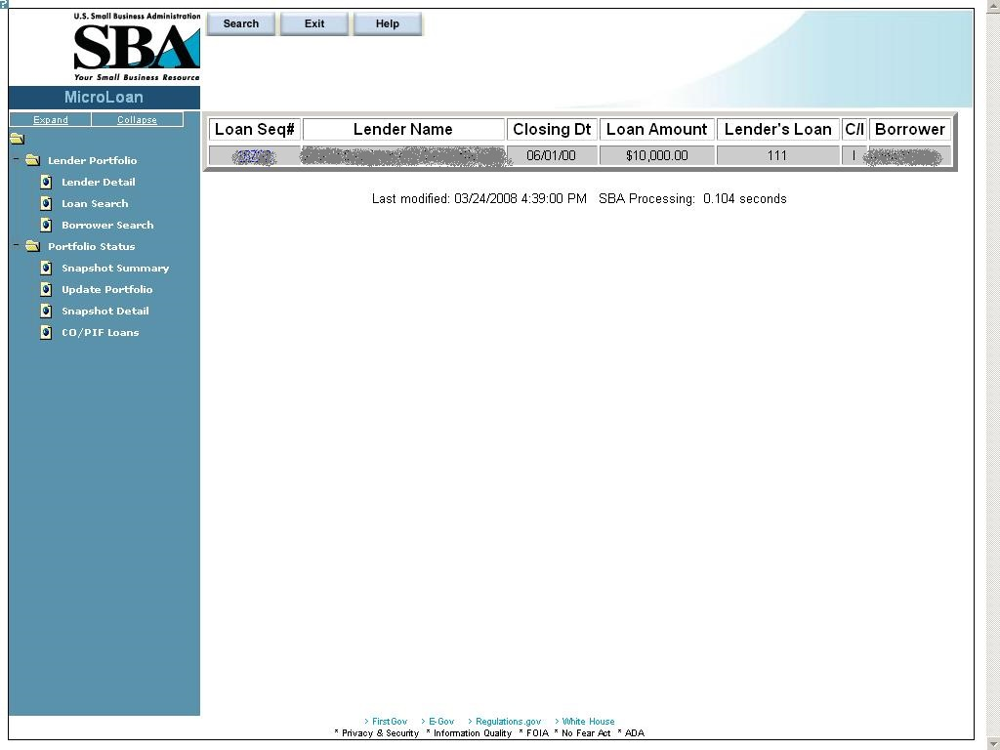 U.S. Small Business Administration
SBA
Your Small Business Resource
Search Exit Help
MicroLoan
Expand Collapse
Lender Portfolio
Lender Detail
Loan Search
Borrower Search
Portfolio Status
Snapshot Summary
Update Portfolio
Snapshot Detail
CO/PIF Loans
Loan Seq# Lender Name Closing Dt Loan Amount Lender's Loan C/I Borrower
06/01/00 $10,000.00 111 I
Last modified: 03/24/2008 4:39:00 PM SBA Processing: 0.104 seconds
> FirstGov > E-Gov > Regulations.gov > White House
* Privacy & Security * Information Quality * FOIA * No Fear Act * ADA